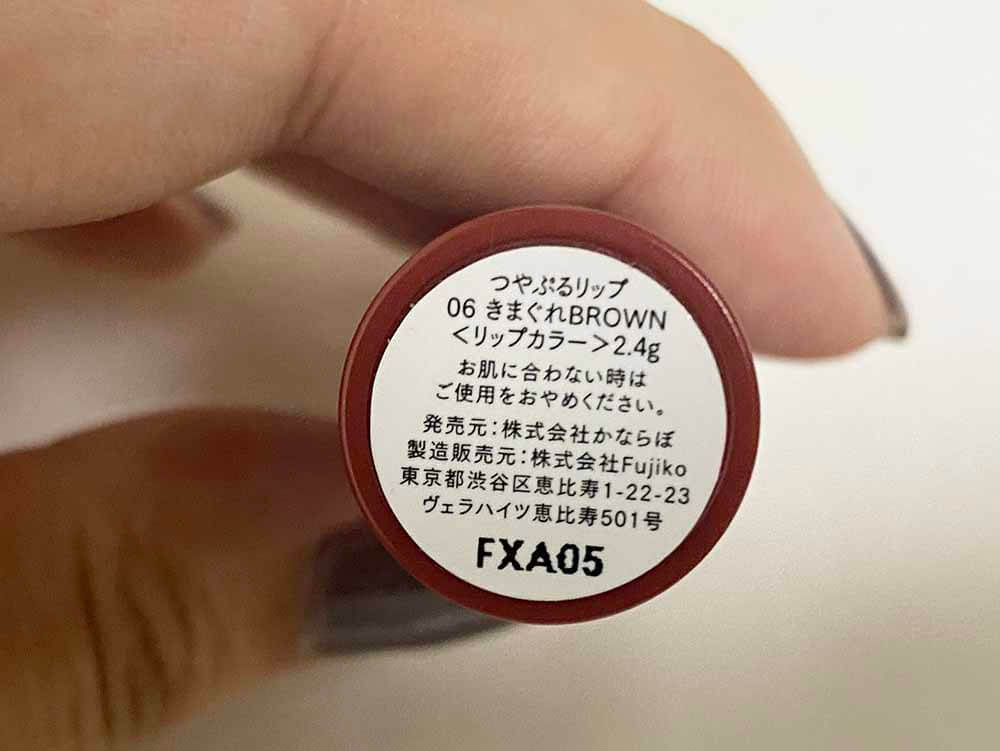 つやぷるリップ
06 きまぐれBROWN
＜リップカラー＞2.4g
お肌に合わない時は
ご使用をおやめください。
発売元：株式会社かならぼ
製造販売元：株式会社Fujiko
東京都渋谷区恵比寿1-22-23
ヴェラハイツ恵比寿501号
FXA05